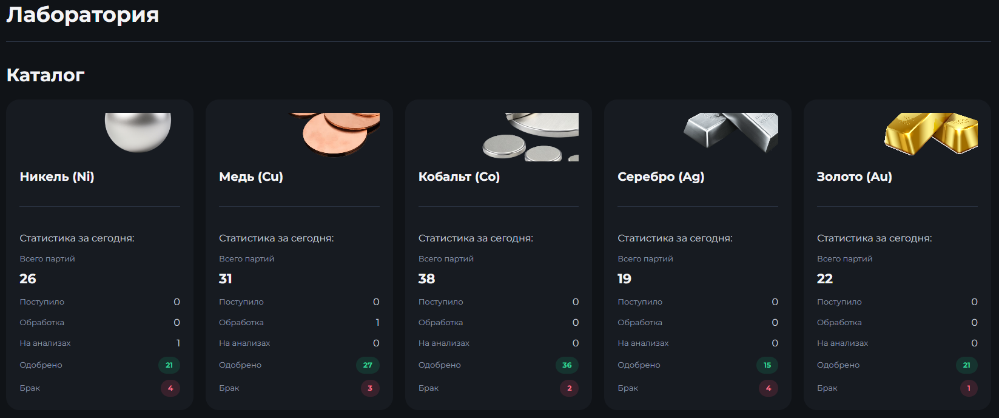 Лаборатория
Каталог
Никель (Ni)
Статистика за сегодня:
Всего партий
26
Поступило 0
Обработка 0
На анализах 1
Одобрено 21
Брак 4
Медь (Cu)
Статистика за сегодня:
Всего партий
31
Поступило 0
Обработка 1
На анализах 0
Одобрено 27
Брак 3
Кобальт (Co)
Статистика за сегодня:
Всего партий
38
Поступило 0
Обработка 0
На анализах 0
Одобрено 36
Брак 2
Серебро (Ag)
Статистика за сегодня:
Всего партий
19
Поступило 0
Обработка 0
На анализах 0
Одобрено 15
Брак 4
Золото (Au)
Статистика за сегодня:
Всего партий
22
Поступило 0
Обработка 0
На анализах 0
Одобрено 21
Брак 1